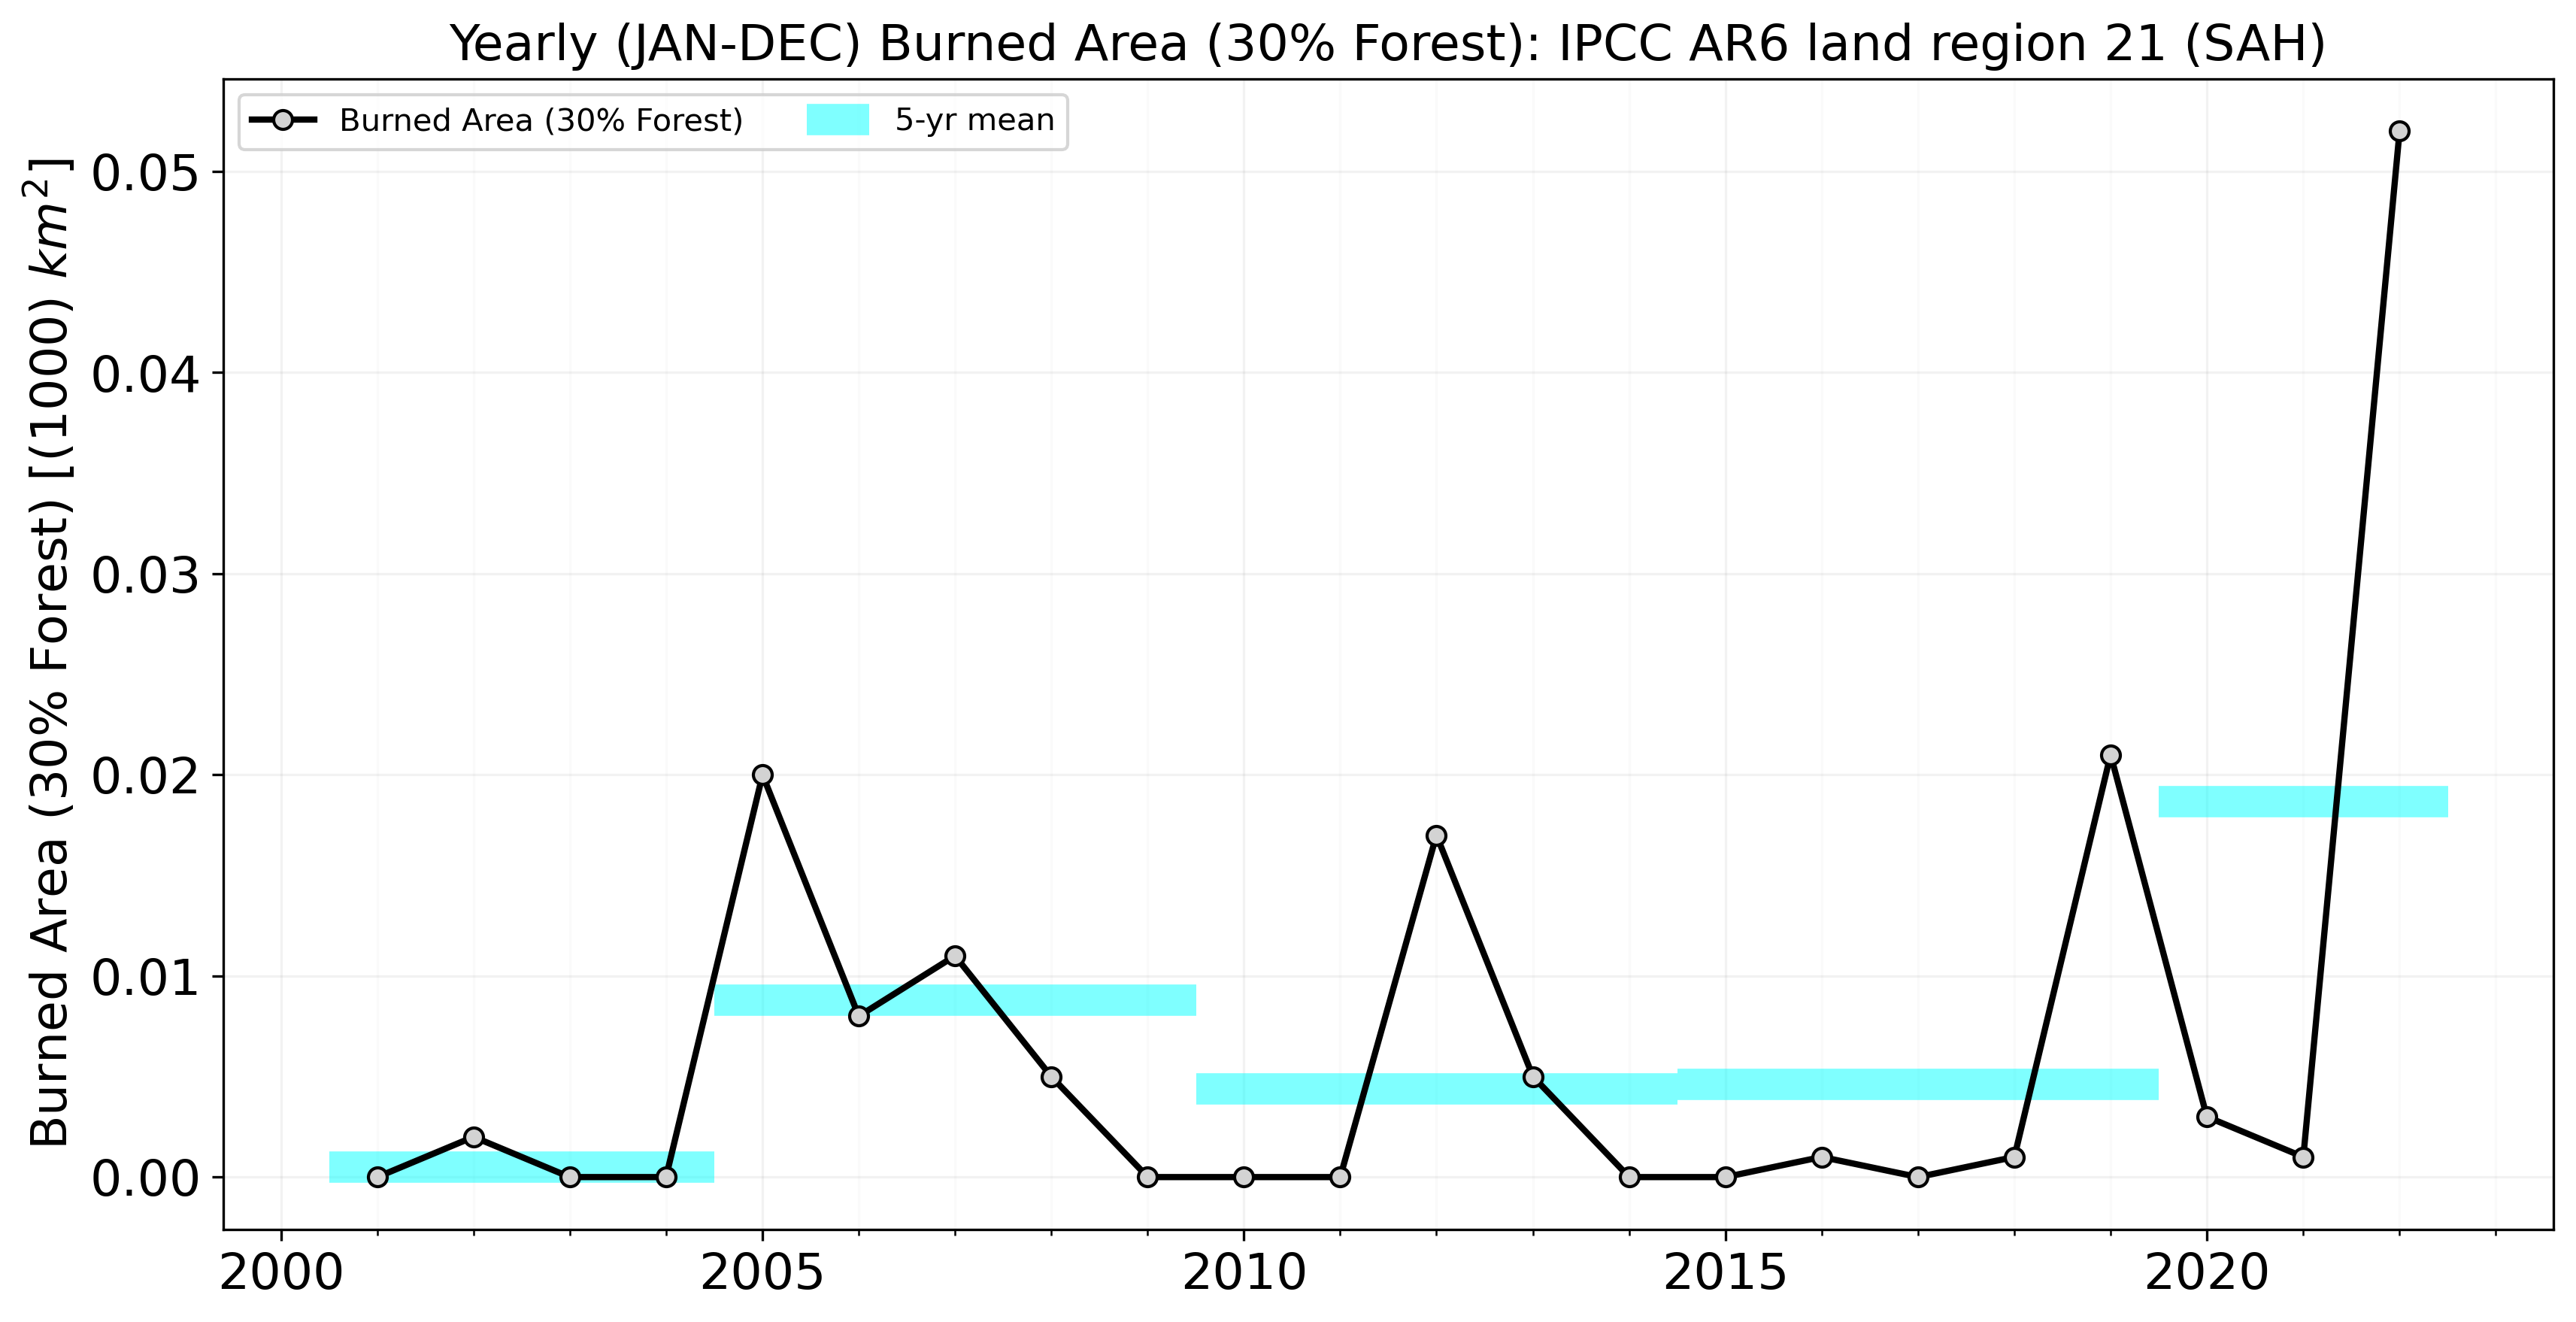 Yearly (JAN-DEC) Burned Area (30% Forest): IPCC AR6 land region 21 (SAH)
Burned Area (30% Forest)
5-yr mean
Burned Area (30% Forest) [(1000) km²]
0.05
0.04
0.03
0.02
0.01
0.00
2000 2005 2010 2015 2020